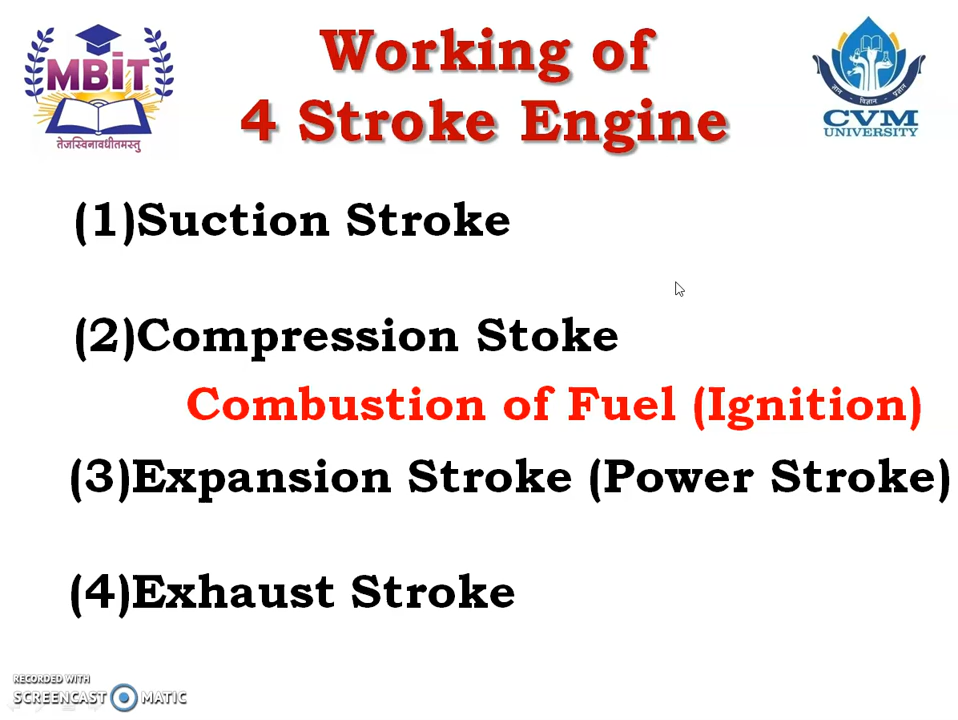 Working of
4 Stroke Engine
MBiT
तेजस्विनावधीतमस्तु
ज्ञान - विज्ञान - प्रज्ञान
CVM
UNIVERSITY
(1)Suction Stroke
(2)Compression Stoke
Combustion of Fuel (Ignition)
(3)Expansion Stroke (Power Stroke)
(4)Exhaust Stroke
RECORDED WITH
SCREENCAST MATIC